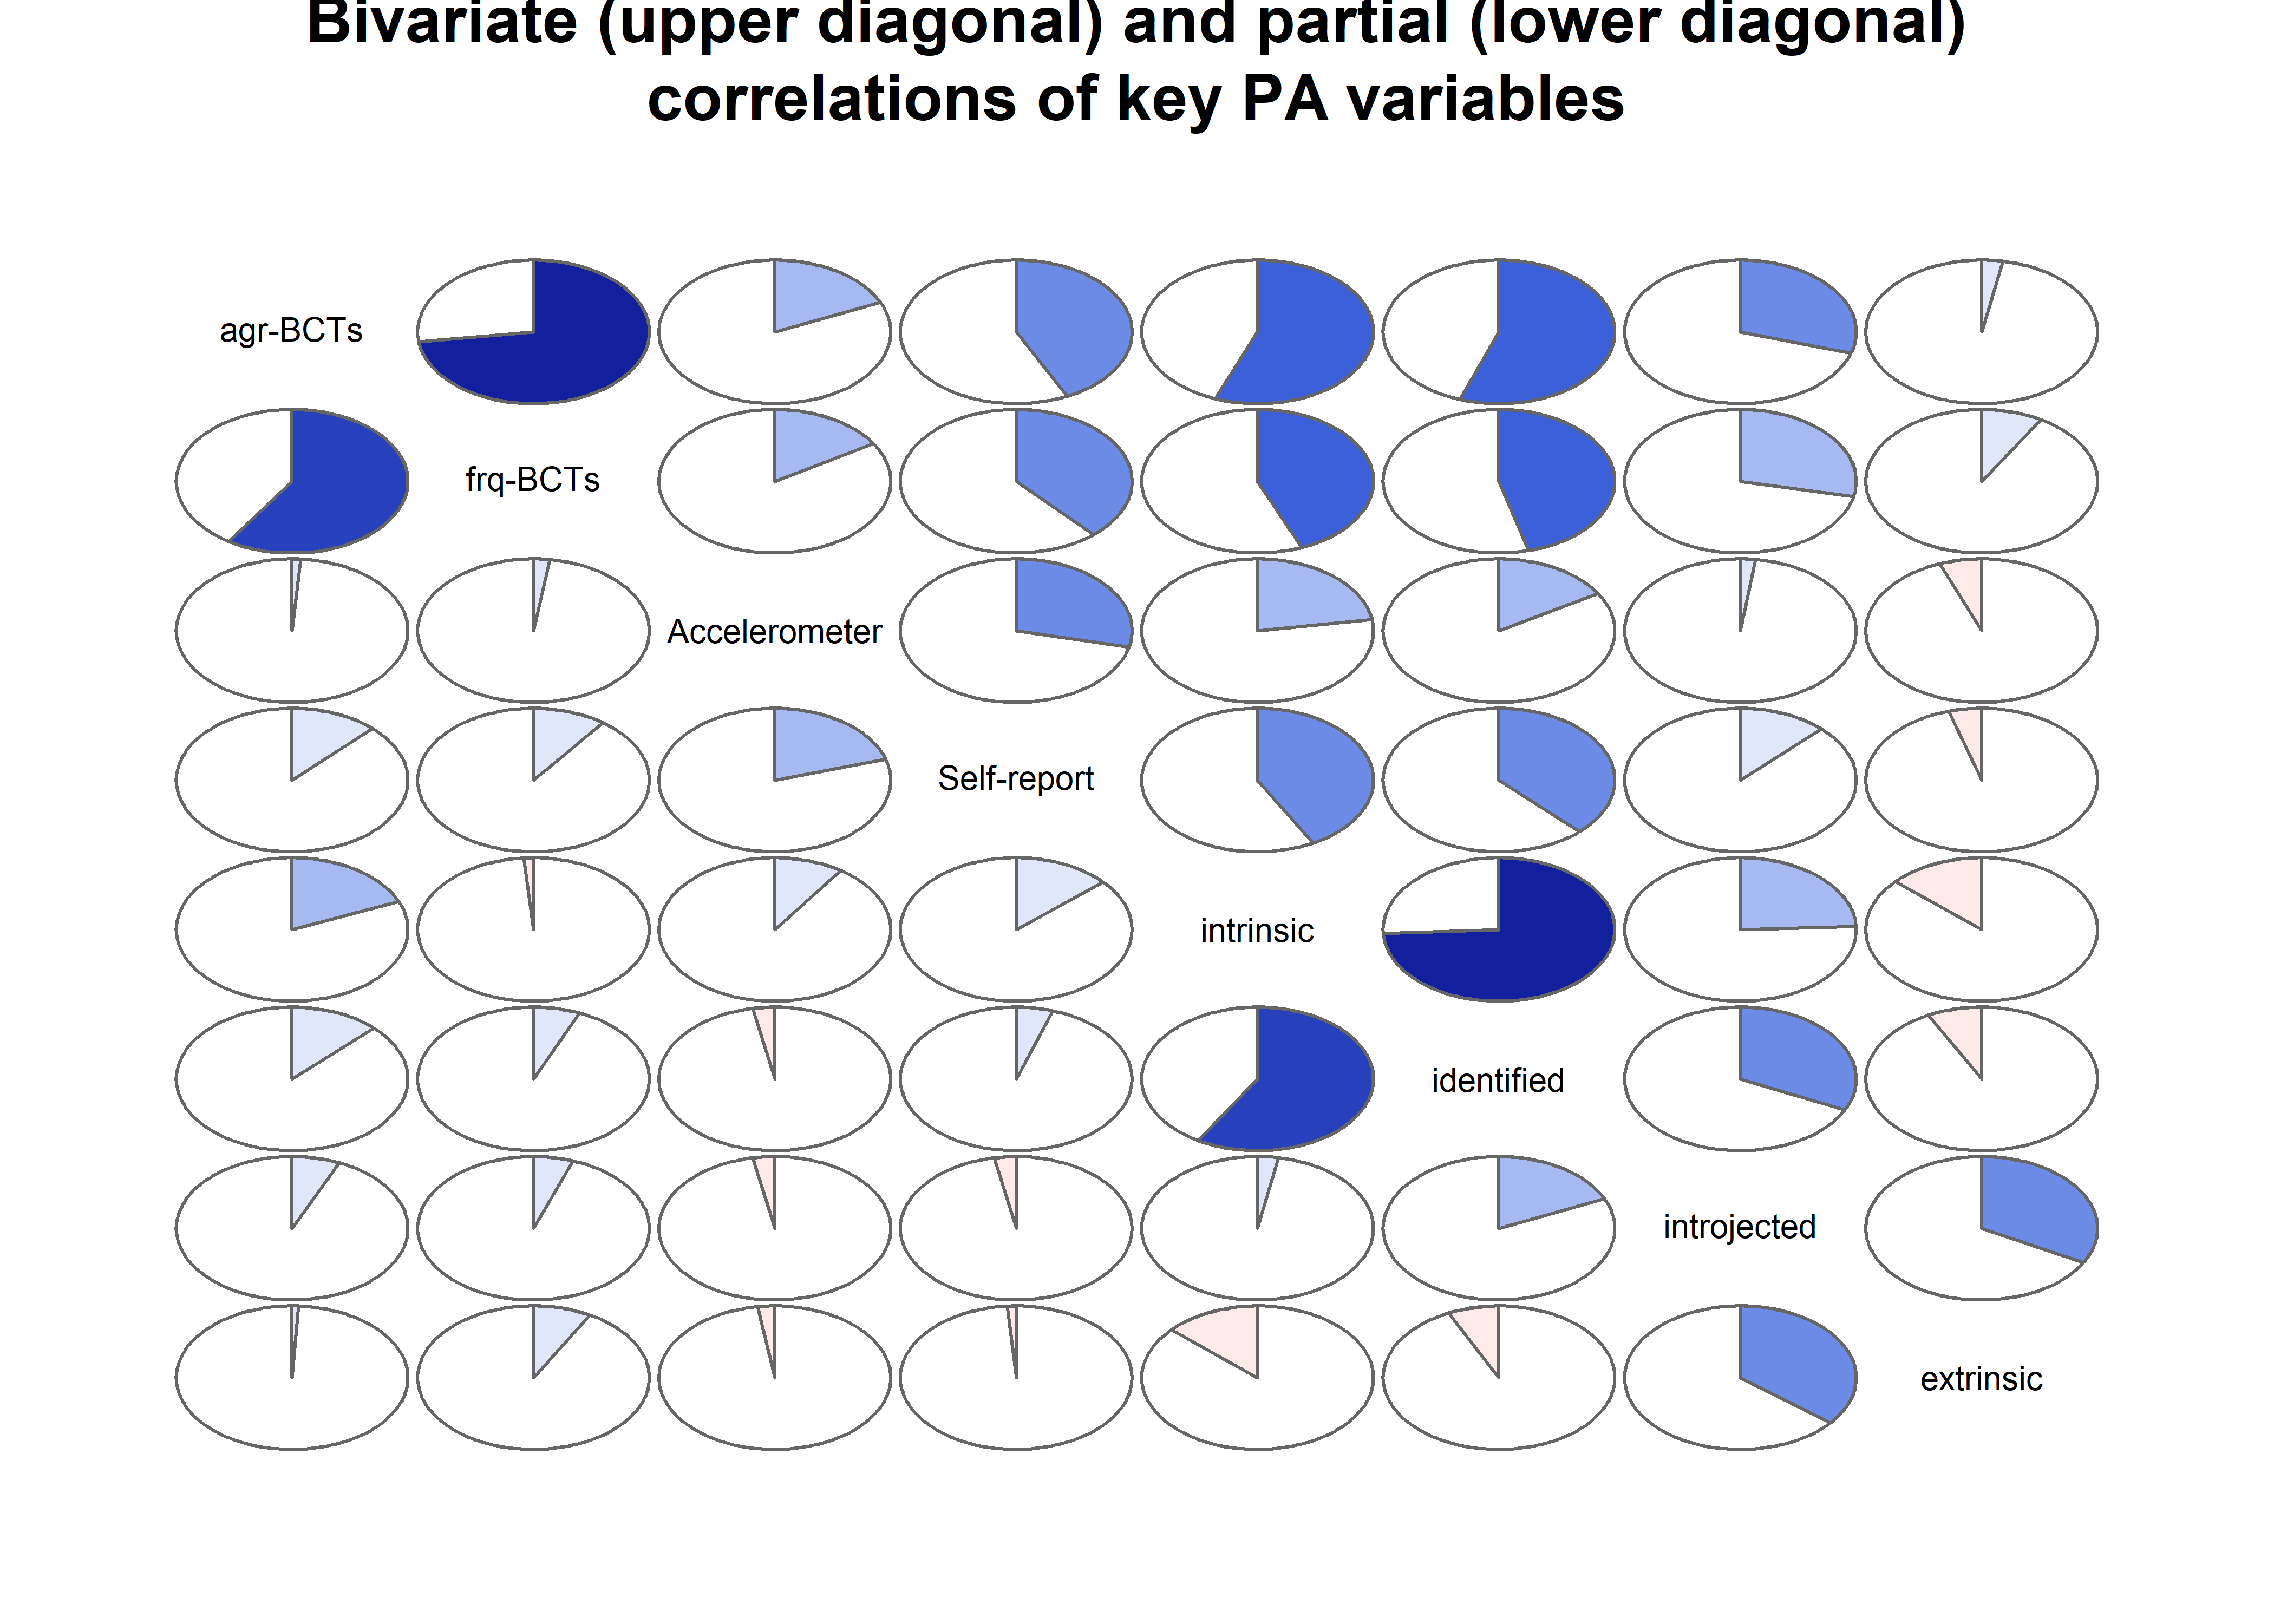 Bivariate (upper diagonal) and partial (lower diagonal)
correlations of key PA variables
agr-BCTs
frq-BCTs
Accelerometer
Self-report
intrinsic
identified
introjected
extrinsic